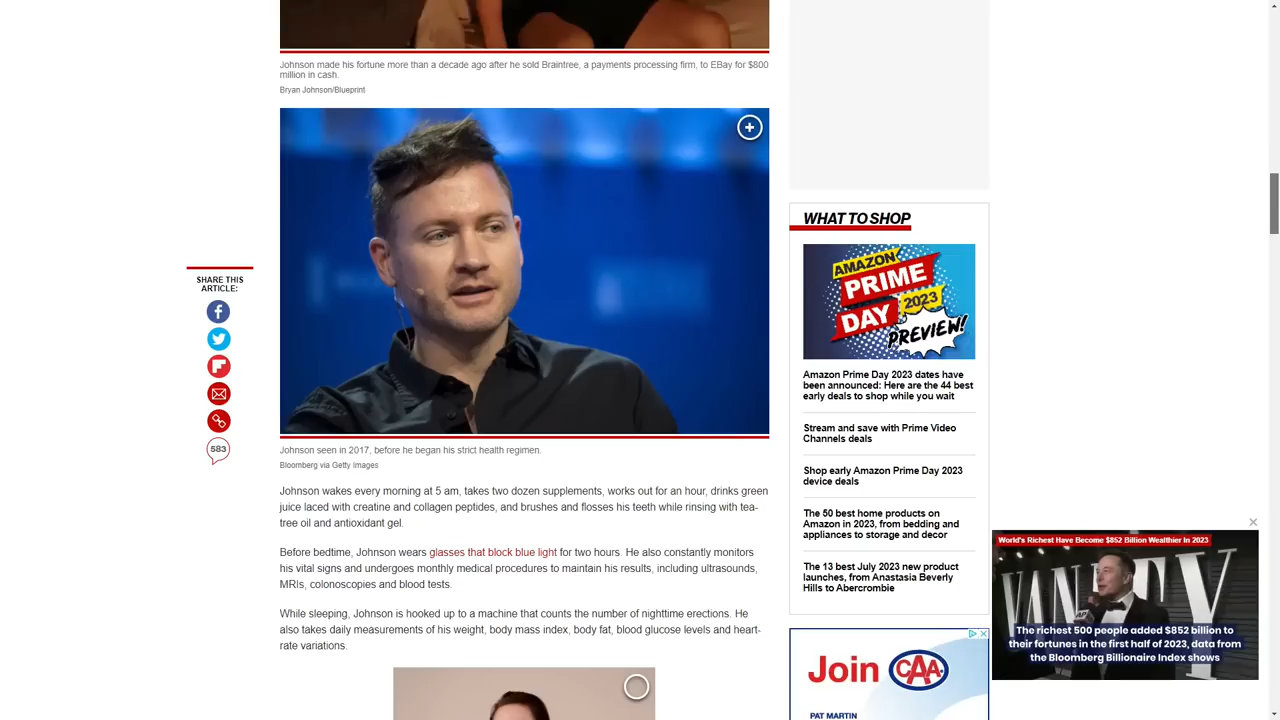 Johnson made his fortune more than a decade ago after he sold Braintree, a payments processing firm, to EBay for $800
million in cash.
Bryan Johnson/Blueprint
SHARE THIS
ARTICLE:
583
Johnson seen in 2017, before he began his strict health regimen.
Bloomberg via Getty Images
Johnson wakes every morning at 5 am, takes two dozen supplements, works out for an hour, drinks green
juice laced with creatine and collagen peptides, and brushes and flosses his teeth while rinsing with tea-
tree oil and antioxidant gel.
Before bedtime, Johnson wears glasses that block blue light for two hours. He also constantly monitors
his vital signs and undergoes monthly medical procedures to maintain his results, including ultrasounds,
MRIs, colonoscopies and blood tests.
While sleeping, Johnson is hooked up to a machine that counts the number of nighttime erections. He
also takes daily measurements of his weight, body mass index, body fat, blood glucose levels and heart-
rate variations.
WHAT TO SHOP
AMAZON
PRIME
DAY
2023
PREVIEW!
Amazon Prime Day 2023 dates have
been announced: Here are the 44 best
early deals to shop while you wait
Stream and save with Prime Video
Channels deals
Shop early Amazon Prime Day 2023
device deals
The 50 best home products on
Amazon in 2023, from bedding and
appliances to storage and decor
The 13 best July 2023 new product
launches, from Anastasia Beverly
Hills to Abercrombie
Join CAA
PAT MARTIN
World's Richest Have Become $852 Billion Wealthier In 2023
VANITY
The richest 500 people added $852 billion to
their fortunes in the first half of 2023, data from
the Bloomberg Billionaire Index shows